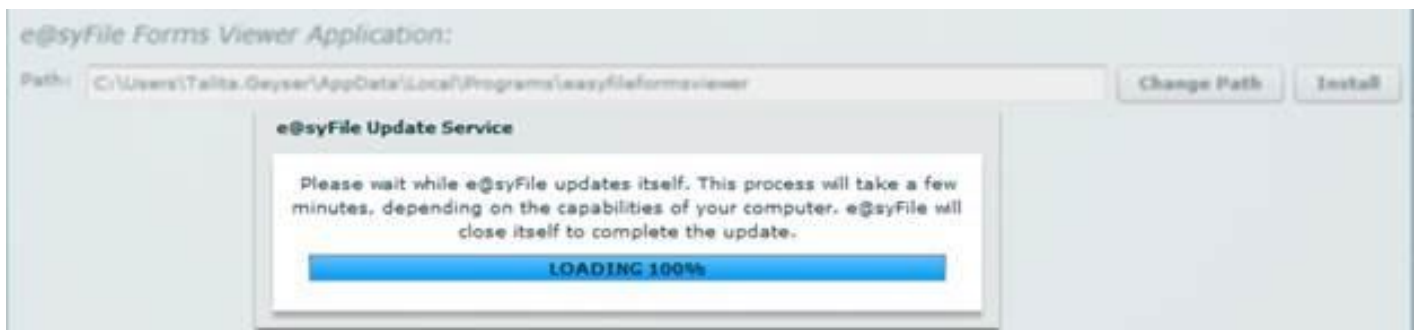 e@syFile Forms Viewer Application:
Path: C:\Users\Talita.Geyser\AppData\Local\Programs\easyfileformsviewer Change Path Install
e@syFile Update Service
Please wait while e@syFile updates itself. This process will take a few
minutes, depending on the capabilities of your computer. e@syFile will
close itself to complete the update.
LOADING 100%